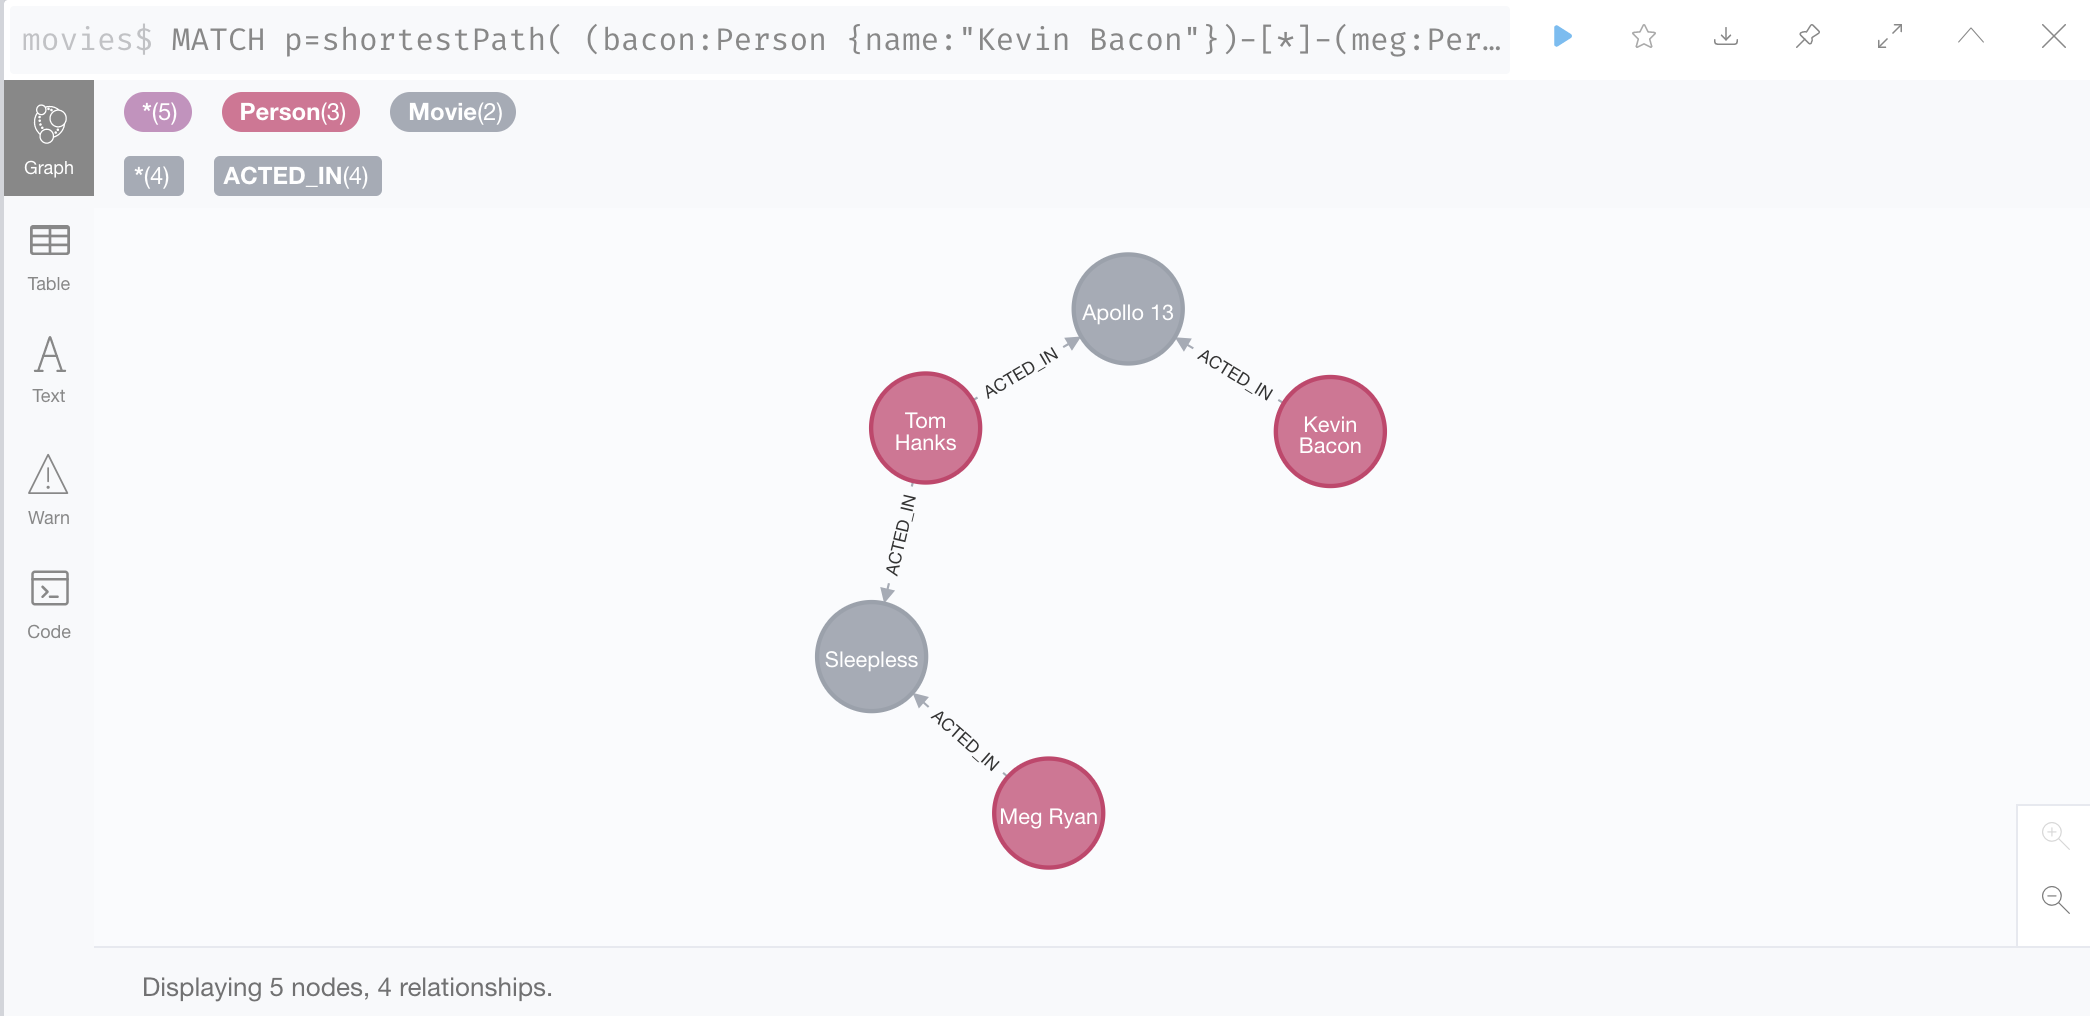 movies$ MATCH p=shortestPath( (bacon:Person {name:"Kevin Bacon"})-[*]-(meg:Per…
*(5) Person(3) Movie(2)
*(4) ACTED_IN(4)
Graph
Table
Text
Warn
Code
Apollo 13
ACTED_IN
ACTED_IN
Tom
Hanks
Kevin
Bacon
ACTED_IN
Sleepless
ACTED_IN
Meg Ryan
Displaying 5 nodes, 4 relationships.